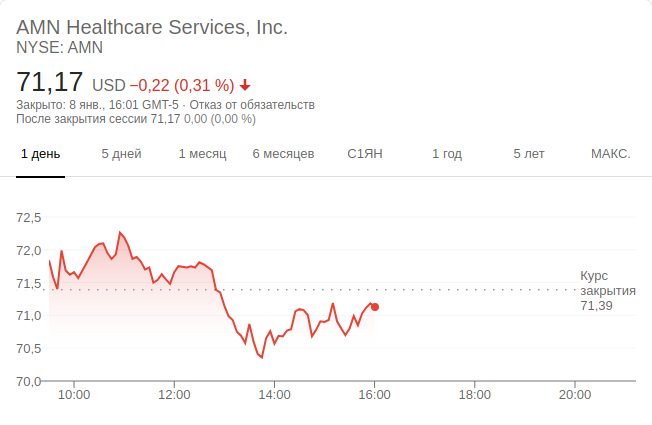 AMN Healthcare Services, Inc.
NYSE: AMN
71,17 USD −0,22 (0,31 %)
Закрыто: 8 янв., 16:01 GMT-5 · Отказ от обязательств
После закрытия сессии 71,17 0,00 (0,00 %)
1 день 5 дней 1 месяц 6 месяцев С1ЯН 1 год 5 лет МАКС.
72,5
72,0
71,5
71,0
70,5
70,0
Курс
закрытия
71,39
10:00 12:00 14:00 16:00 18:00 20:00